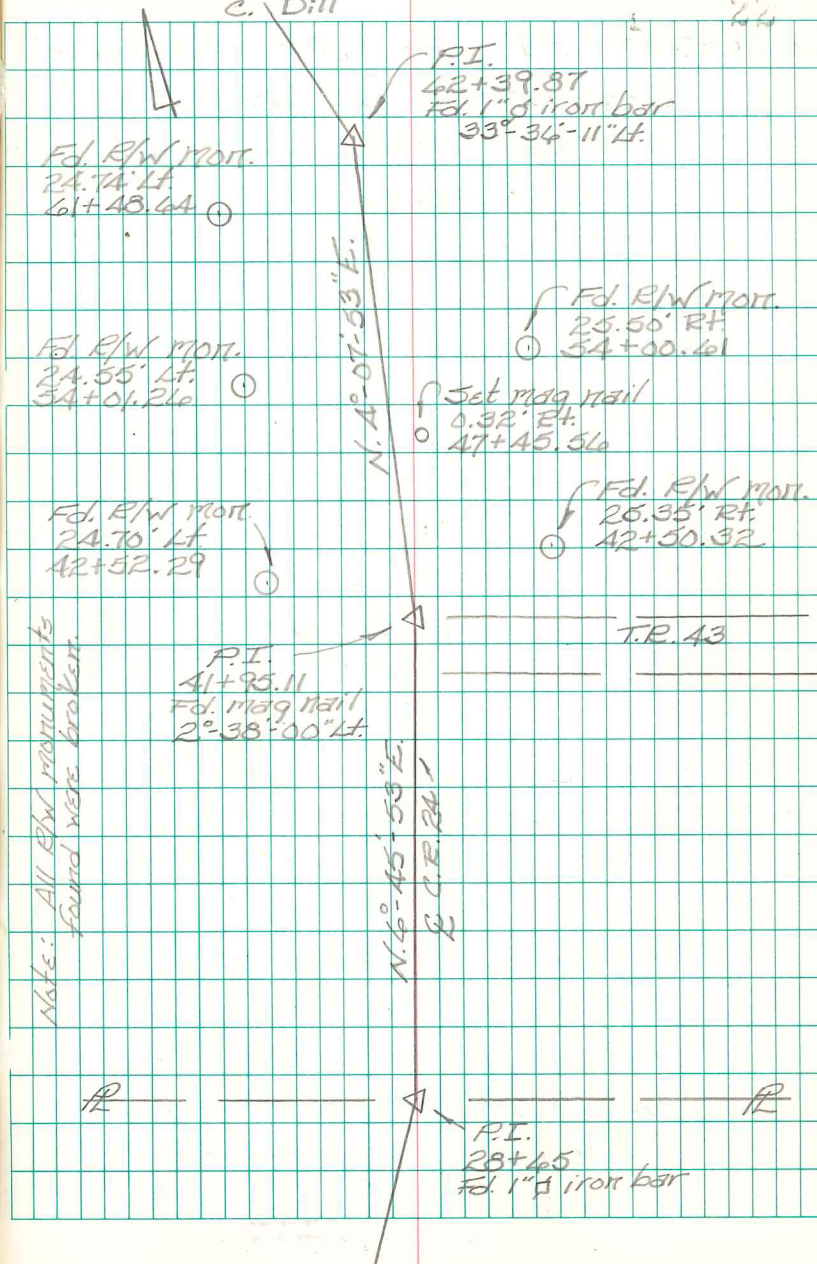 C. Dill
P.I.
62+39.87
Fd. 1"⌀ iron bar
33°-36'-11" Lt.
Fd. R/W mon.
24.74' Lt.
61+48.64
N. 4°-07'-53" E.
Fd. R/W mon.
25.50' Rt.
54+00.61
Fd. R/W mon.
24.55' Lt.
54+01.26
Set mag nail
0.32' Rt.
47+45.56
Fd. R/W mon.
24.70' Lt.
42+52.29
Fd. R/W mon.
25.35' Rt.
42+50.32
T.R. 43
P.I.
41+95.11
Fd. mag nail
2°-38'-00" Lt.
Note: All R/W monuments
found were broken.
N. 6°-45'-53" E.
℄ C.R. 24
PL
PL
P.I.
28+65
Fd. 1"⌀ iron bar